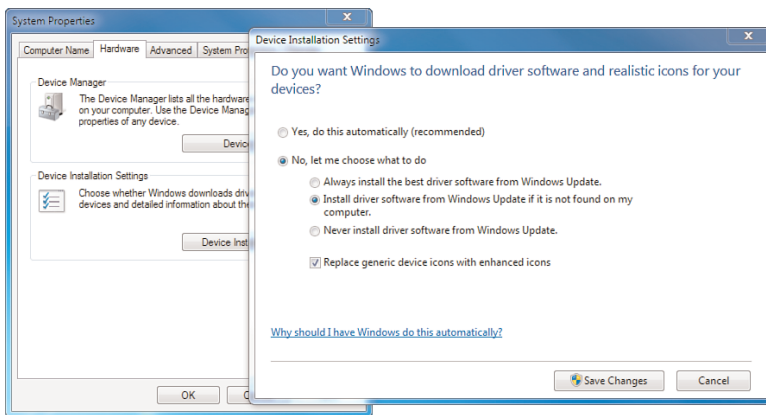 System Properties
Computer Name Hardware Advanced System Pro
Device Manager
The Device Manager lists all the hardware
on your computer. Use the Device Manag
properties of any device.
Device
Device Installation Settings
Choose whether Windows downloads driv
devices and detailed information about the
Device Inst
OK
C
Device Installation Settings
Do you want Windows to download driver software and realistic icons for your
devices?
Yes, do this automatically (recommended)
No, let me choose what to do
Always install the best driver software from Windows Update.
Install driver software from Windows Update if it is not found on my
computer.
Never install driver software from Windows Update.
Replace generic device icons with enhanced icons
Why should I have Windows do this automatically?
Save Changes Cancel